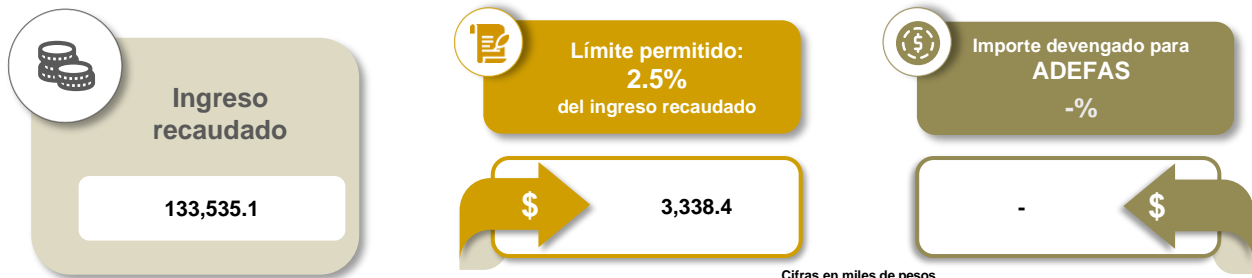 Ingreso
recaudado
133,535.1
Límite permitido:
2.5%
del ingreso recaudado
$
3,338.4
Importe devengado para
ADEFAS
-%
-
$
Cifras en miles de pesos